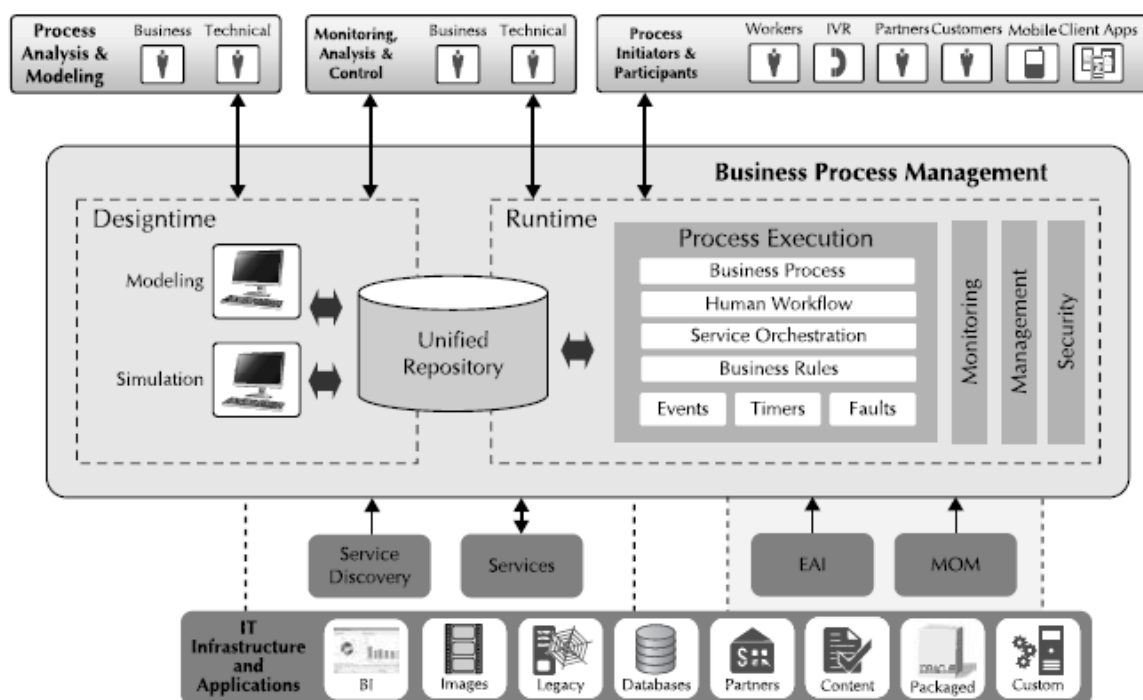 Process
Analysis &
Modeling
Business
Technical
Monitoring,
Analysis &
Control
Business
Technical
Process
Initiators &
Participants
Workers
IVR
Partners
Customers
Mobile
Client Apps
Business Process Management
Designtime
Modeling
Simulation
Unified
Repository
Runtime
Process Execution
Business Process
Human Workflow
Service Orchestration
Business Rules
Events
Timers
Faults
Monitoring
Management
Security
Service
Discovery
Services
EAI
MOM
IT
Infrastructure
and
Applications
BI
Images
Legacy
Databases
Partners
Content
ORACLE
Packaged
Custom